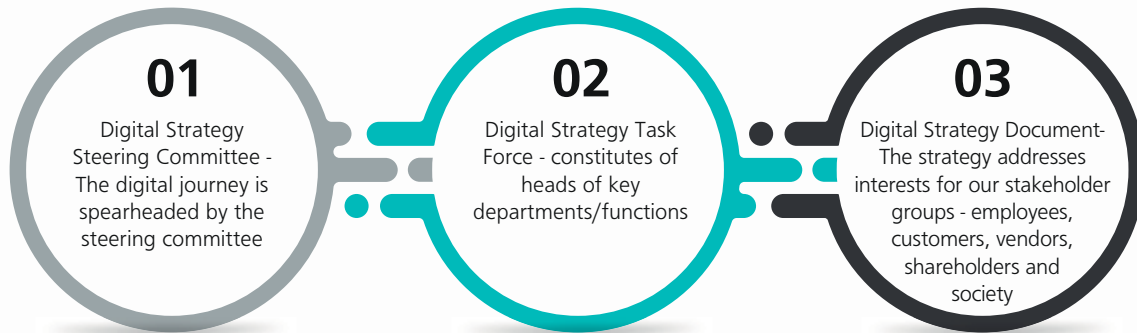 01
Digital Strategy
Steering Committee -
The digital journey is
spearheaded by the
steering committee
02
Digital Strategy Task
Force - constitutes of
heads of key
departments/functions
03
Digital Strategy Document-
The strategy addresses
interests for our stakeholder
groups - employees,
customers, vendors,
shareholders and
society